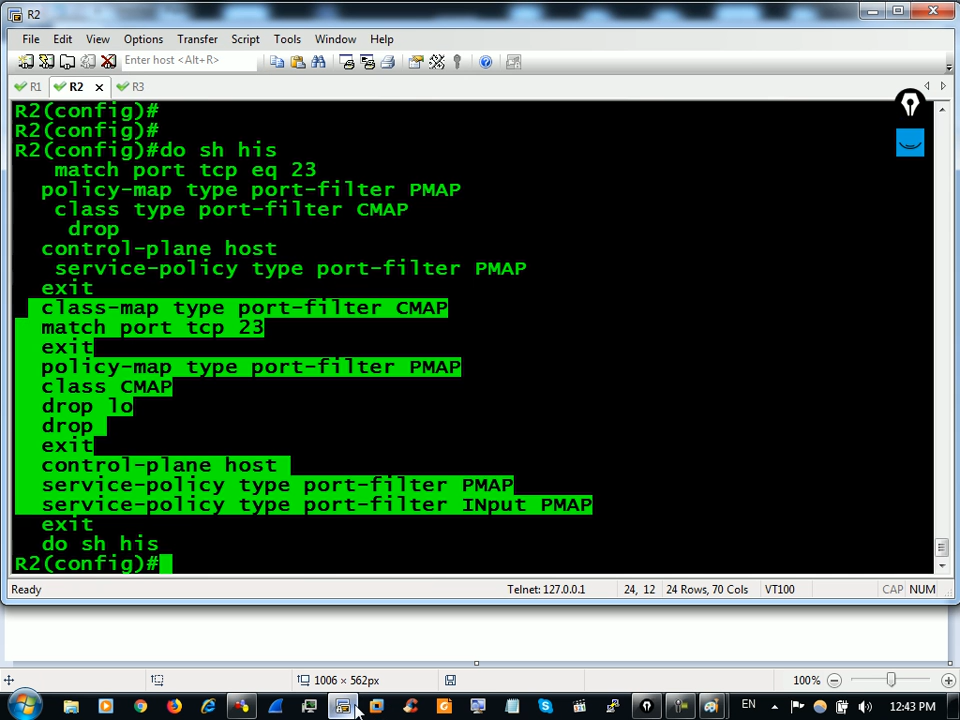 R2
File Edit View Options Transfer Script Tools Window Help
Enter host <Alt+R>
R1 R2 R3
R2(config)#
R2(config)#
R2(config)#do sh his
match port tcp eq 23
policy-map type port-filter PMAP
class type port-filter CMAP
drop
control-plane host
service-policy type port-filter PMAP
exit
class-map type port-filter CMAP
match port tcp 23
exit
policy-map type port-filter PMAP
class CMAP
drop lo
drop
exit
control-plane host
service-policy type port-filter PMAP
service-policy type port-filter INput PMAP
exit
do sh his
R2(config)#
Ready Telnet: 127.0.0.1 24, 12 24 Rows, 70 Cols VT100 CAP NUM
1006 × 562px 100%
EN 12:43 PM